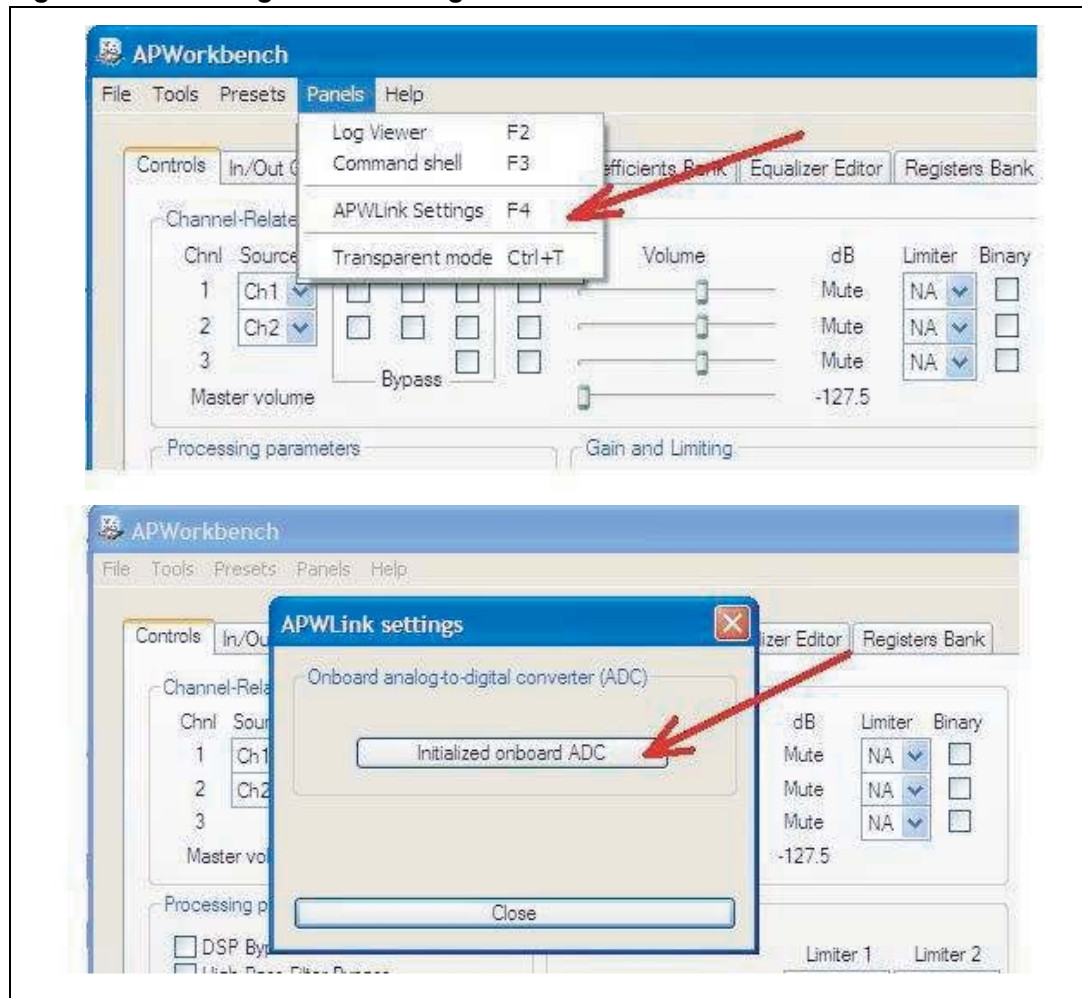 APWorkbench
File Tools Presets Panels Help
Log Viewer F2
Command shell F3
APWLink Settings F4
Transparent mode Ctrl+T
Controls In/Out Bank Equalizer Editor Registers Bank
Channel-Relate
Chnl Source Volume dB Limiter Binary
1 Ch1 Mute NA
2 Ch2 Mute NA
3 Mute NA
Bypass
Master volume -127.5
Processing parameters Gain and Limiting
APWorkbench
File Tools Presets Panels Help
APWLink settings
Controls In/Ou izer Editor Registers Bank
Onboard analog-to-digital converter (ADC)
Channel-Rela
Chnl Sour dB Limiter Binary
Initialized onboard ADC
1 Ch1 Mute NA
2 Ch2 Mute NA
3 Mute NA
Master vol -127.5
Processing p
Close
DSP Byp
Limiter 1 Limiter 2